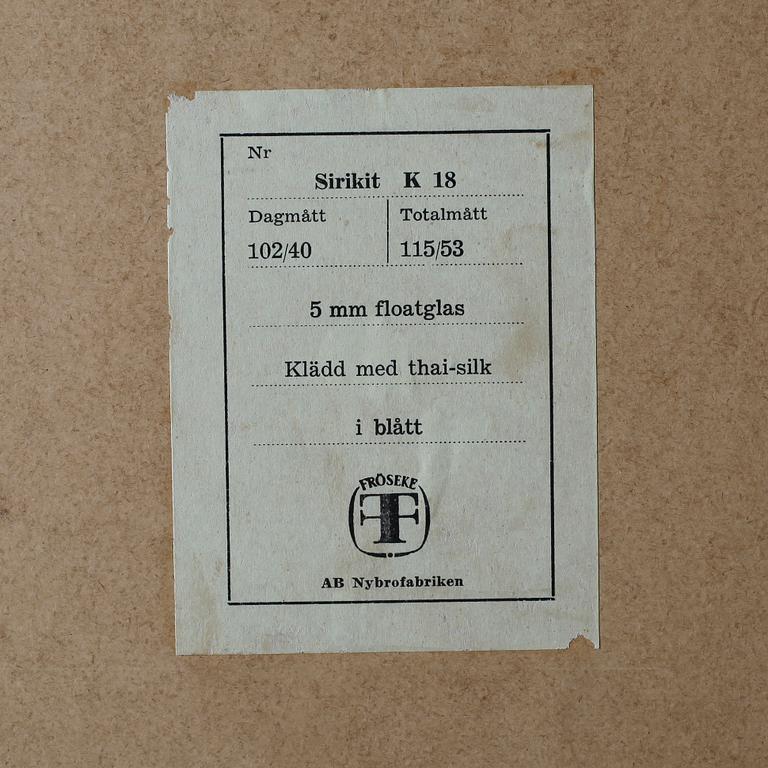 Nr
Sirikit K 18
Dagmått Totalmått
102/40 115/53
5 mm floatglas
Klädd med thai-silk
i blått
FRÖSEKE
F
AB Nybrofabriken